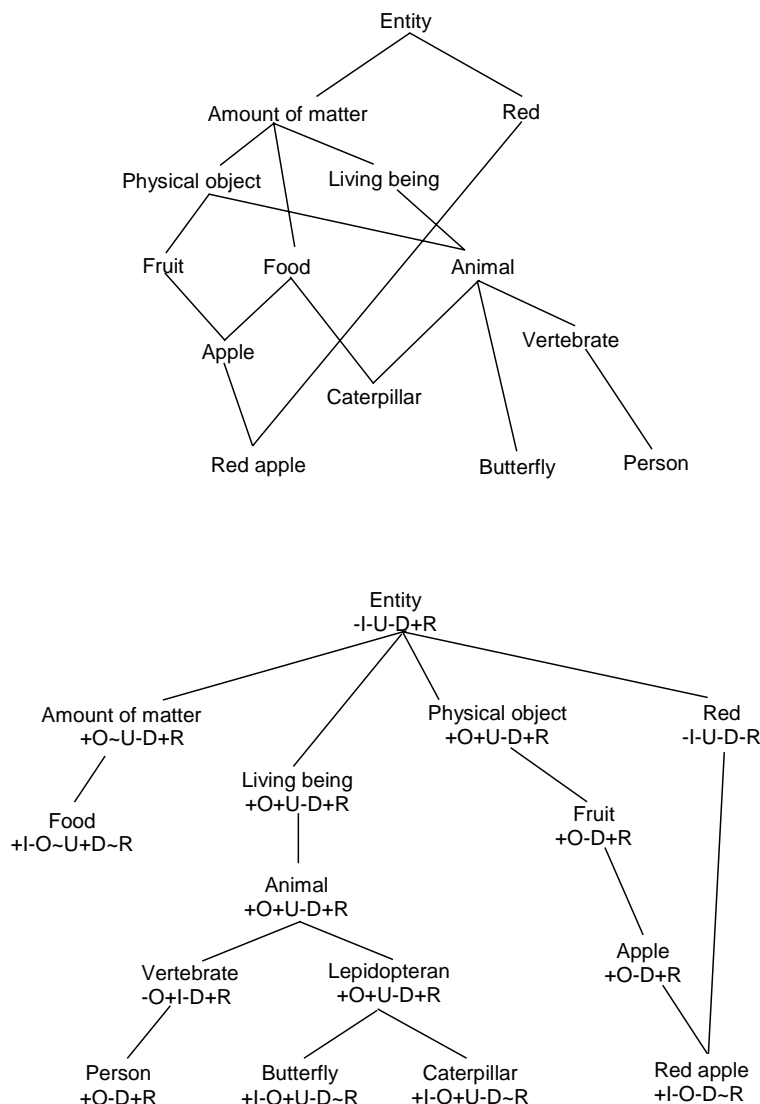 Entity
Amount of matter Red
Physical object Living being
Fruit Food Animal
Vertebrate
Apple
Caterpillar
Red apple Butterfly Person
Entity
-I-U-D+R
Amount of matter Physical object Red
+O~U-D+R +O+U-D+R -I-U-D-R
Living being
+O+U-D+R
Food Fruit
+I-O~U+D~R +O-D+R
Animal
+O+U-D+R
Apple
+O-D+R
Vertebrate Lepidopteran
-O+I-D+R +O+U-D+R
Person Butterfly Caterpillar Red apple
+O-D+R +I-O+U-D~R +I-O+U-D~R +I-O-D~R